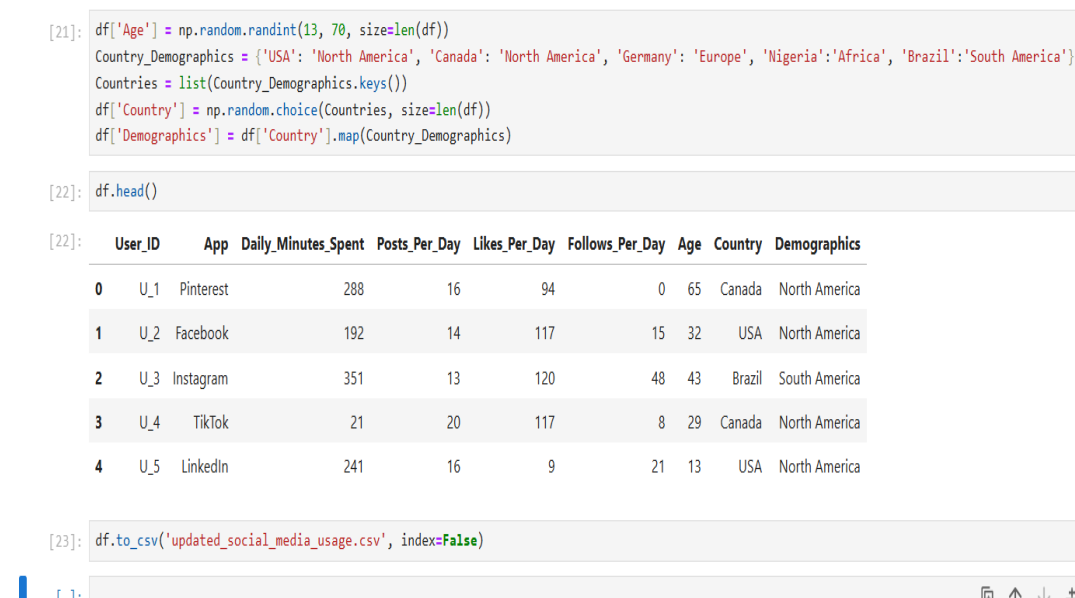 [21]: df['Age'] = np.random.randint(13, 70, size=len(df))
Country_Demographics = {'USA': 'North America', 'Canada': 'North America', 'Germany': 'Europe', 'Nigeria':'Africa', 'Brazil':'South America'}
Countries = list(Country_Demographics.keys())
df['Country'] = np.random.choice(Countries, size=len(df))
df['Demographics'] = df['Country'].map(Country_Demographics)
[22]: df.head()
[22]: User_ID App Daily_Minutes_Spent Posts_Per_Day Likes_Per_Day Follows_Per_Day Age Country Demographics
0 U_1 Pinterest 288 16 94 0 65 Canada North America
1 U_2 Facebook 192 14 117 15 32 USA North America
2 U_3 Instagram 351 13 120 48 43 Brazil South America
3 U_4 TikTok 21 20 117 8 29 Canada North America
4 U_5 LinkedIn 241 16 9 21 13 USA North America
[23]: df.to_csv('updated_social_media_usage.csv', index=False)
[ ]: